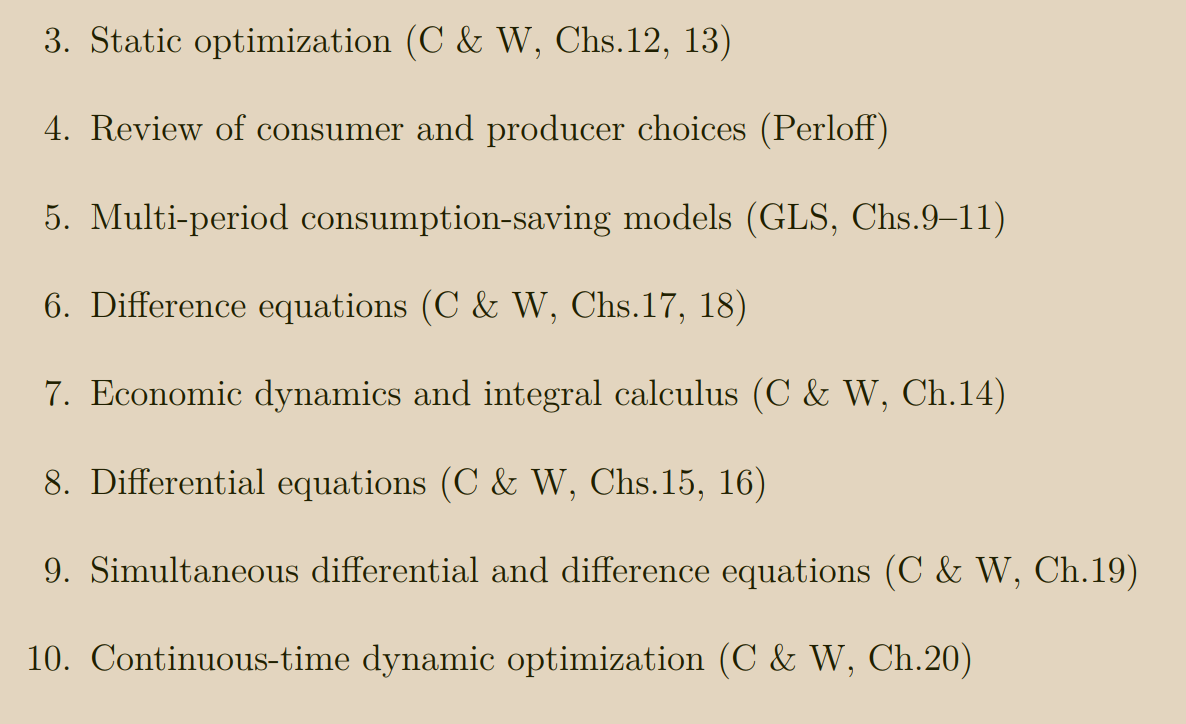 3. Static optimization (C & W, Chs.12, 13)
4. Review of consumer and producer choices (Perloff)
5. Multi-period consumption-saving models (GLS, Chs.9–11)
6. Difference equations (C & W, Chs.17, 18)
7. Economic dynamics and integral calculus (C & W, Ch.14)
8. Differential equations (C & W, Chs.15, 16)
9. Simultaneous differential and difference equations (C & W, Ch.19)
10. Continuous-time dynamic optimization (C & W, Ch.20)